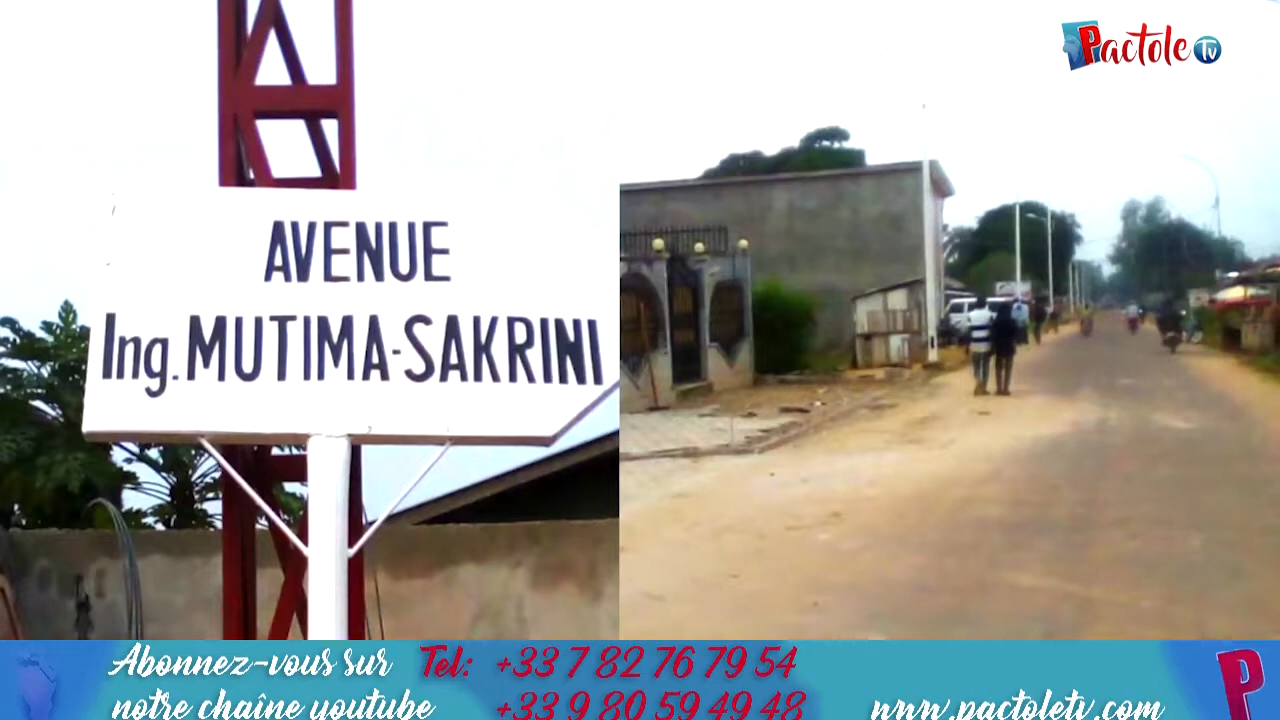 Pactole TV
AVENUE
Ing. MUTIMA-SAKRINI
Abonnez-vous sur
notre chaîne youtube
Tel: +33 7 82 76 79 54
+33 9 80 59 49 48
www.pactoletv.com
P